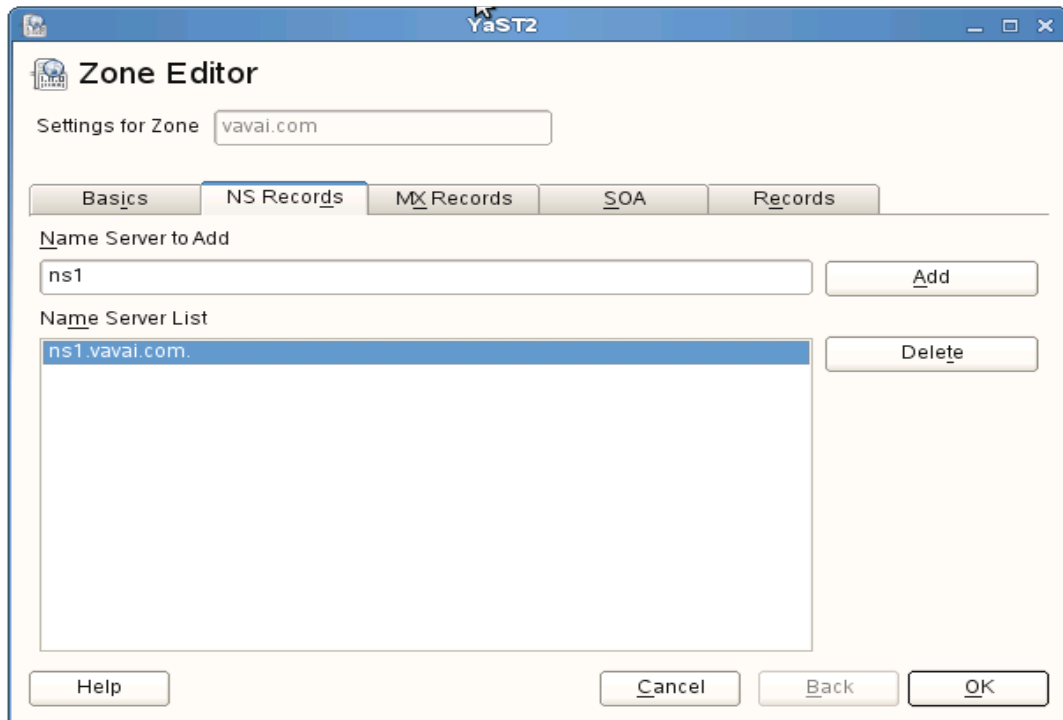 YaST2
Zone Editor
Settings for Zone vavai.com
Basics NS Records MX Records SOA Records
Name Server to Add
ns1 Add
Name Server List
ns1.vavai.com. Delete
Help Cancel Back OK